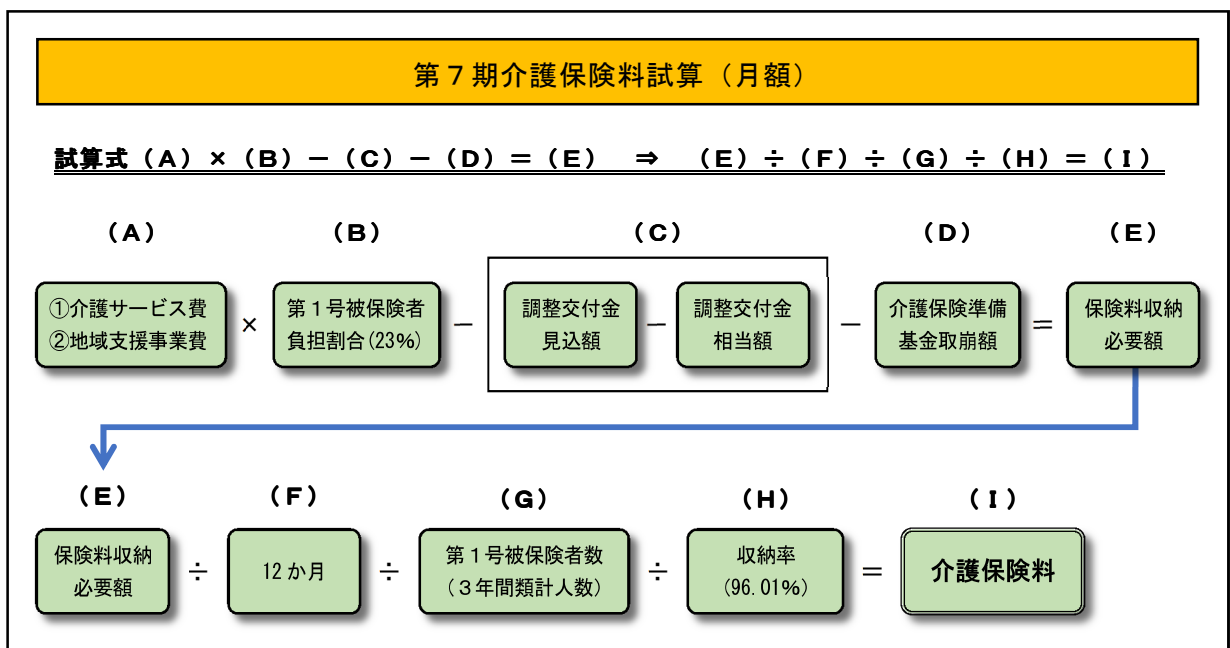 第７期介護保険料試算（月額）
試算式（Ａ）×（Ｂ）－（Ｃ）－（Ｄ）＝（Ｅ） ⇒ （Ｅ）÷（Ｆ）÷（Ｇ）÷（Ｈ）＝（Ｉ）
（Ａ） （Ｂ） （Ｃ） （Ｄ） （Ｅ）
①介護サービス費
②地域支援事業費
×
第１号被保険者
負担割合(23%)
－
調整交付金
見込額
－
調整交付金
相当額
－
介護保険準備
基金取崩額
＝
保険料収納
必要額
（Ｅ） （Ｆ） （Ｇ） （Ｈ） （Ｉ）
保険料収納
必要額
÷
12か月
÷
第１号被保険者数
（３年間類計人数）
÷
収納率
(96.01%)
＝
介護保険料